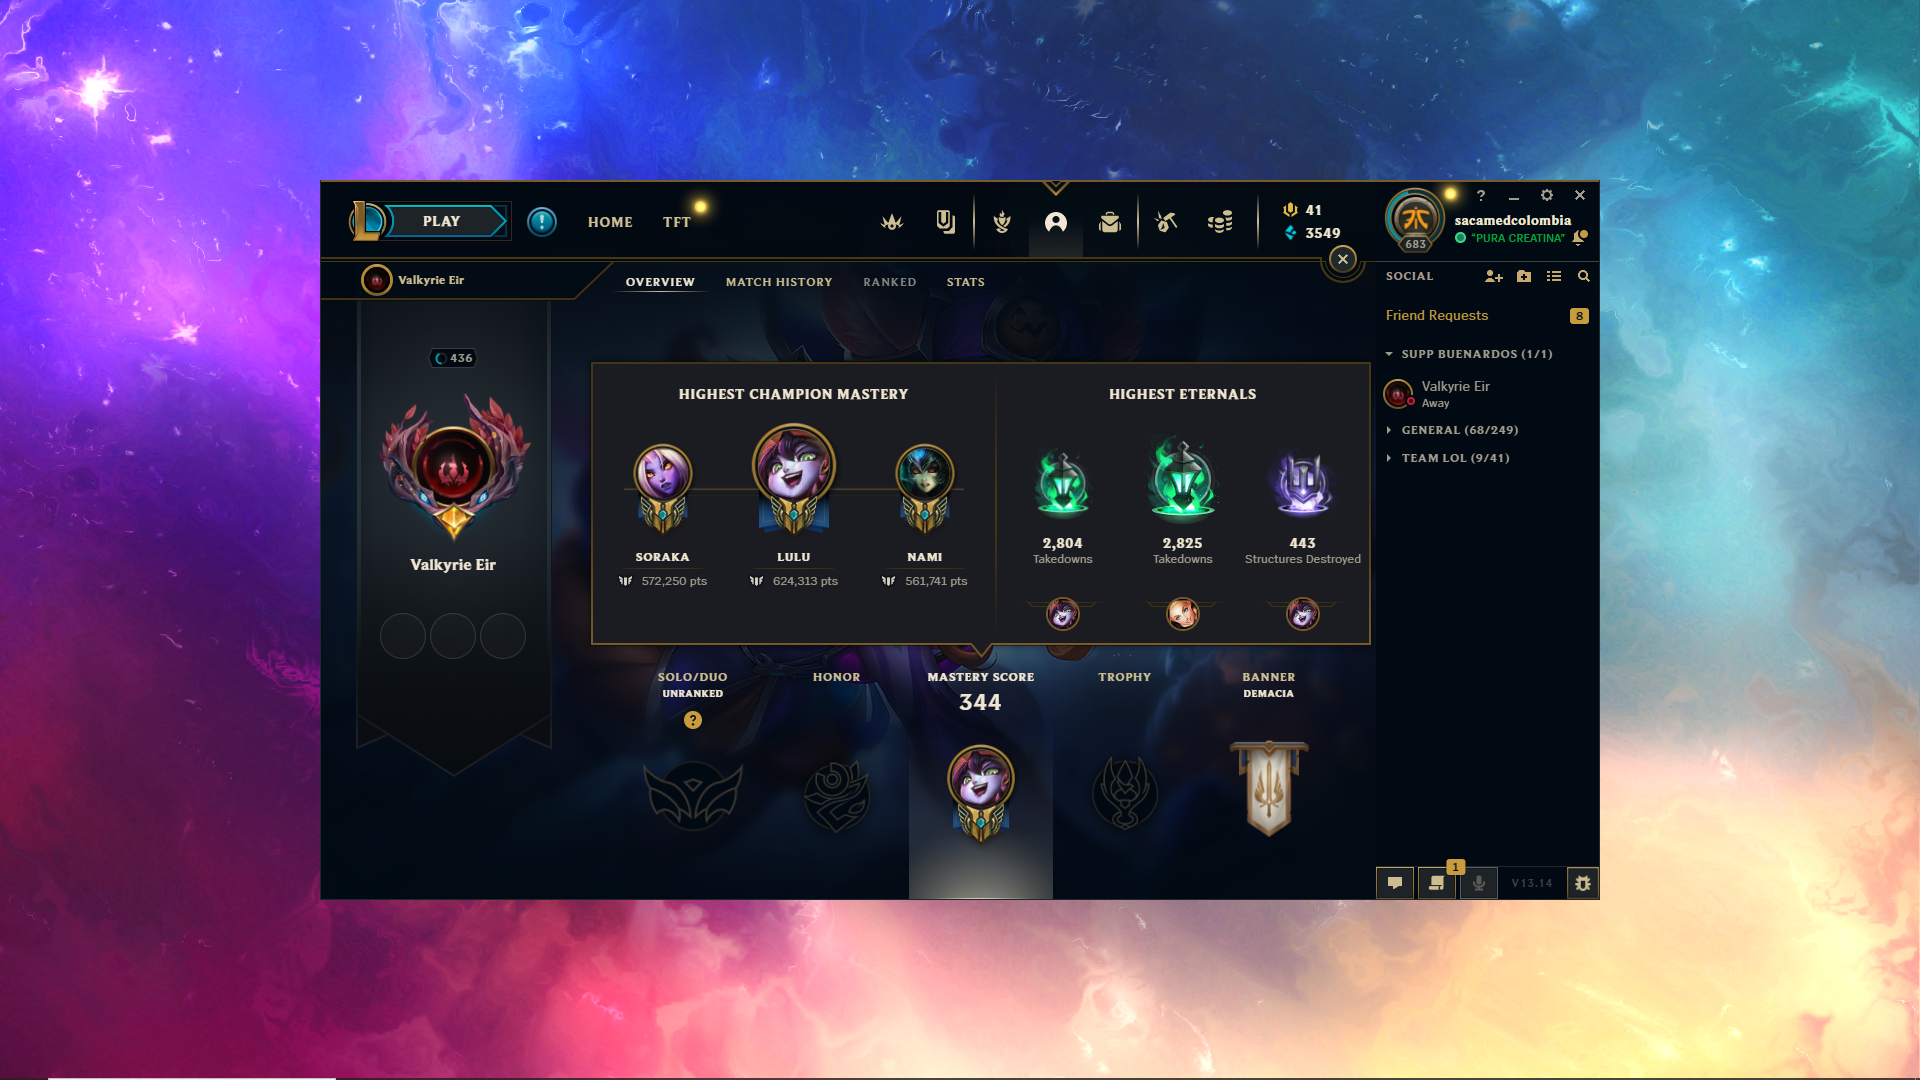 PLAY
HOME
TFT
41
3549
683
sacamedcolombia
"PURA CREATINA"
Valkyrie Eir
OVERVIEW
MATCH HISTORY
RANKED
STATS
SOCIAL
Friend Requests
8
SUPP BUENARDOS (1/1)
Valkyrie Eir
Away
GENERAL (68/249)
TEAM LOL (9/41)
436
Valkyrie Eir
HIGHEST CHAMPION MASTERY
SORAKA
572,250 pts
LULU
624,313 pts
NAMI
561,741 pts
HIGHEST ETERNALS
2,804
Takedowns
2,825
Takedowns
443
Structures Destroyed
SOLO/DUO
UNRANKED
?
HONOR
MASTERY SCORE
344
TROPHY
BANNER
DEMACIA
1
V13.14